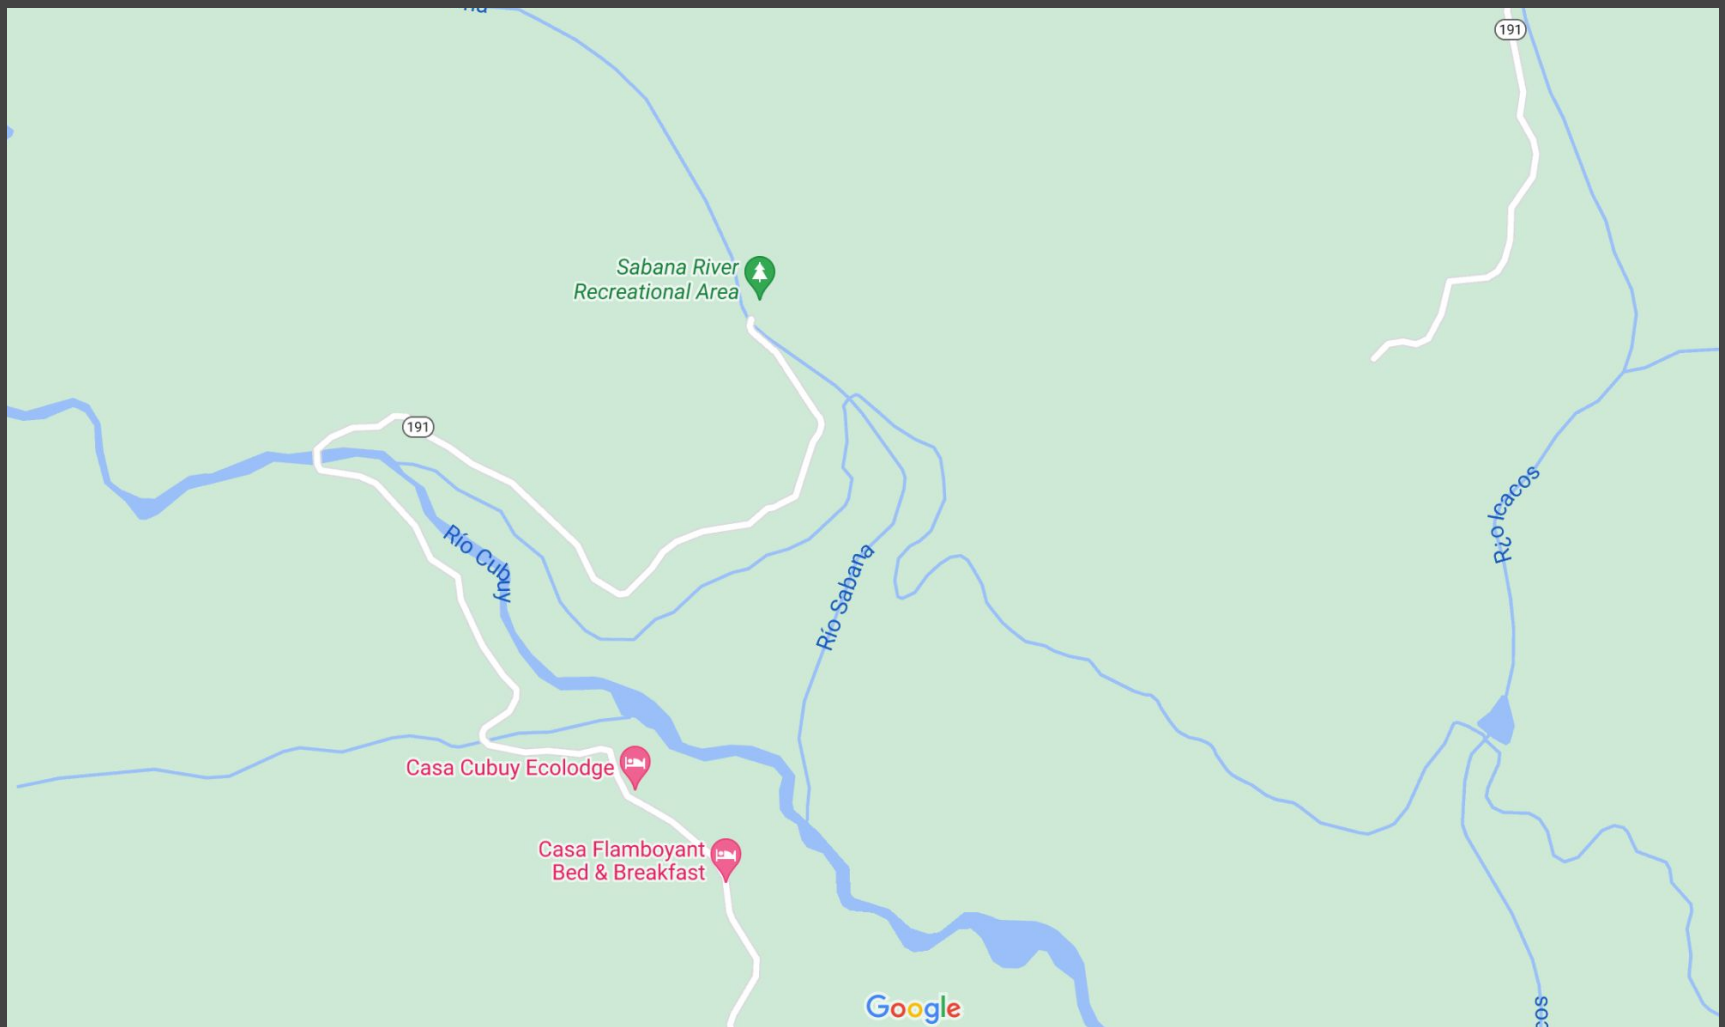 191
Sabana River
Recreational Area
191
Río Cubuy
Río Sabana
Río Icacos
Casa Cubuy Ecolodge
Casa Flamboyant
Bed & Breakfast
Google